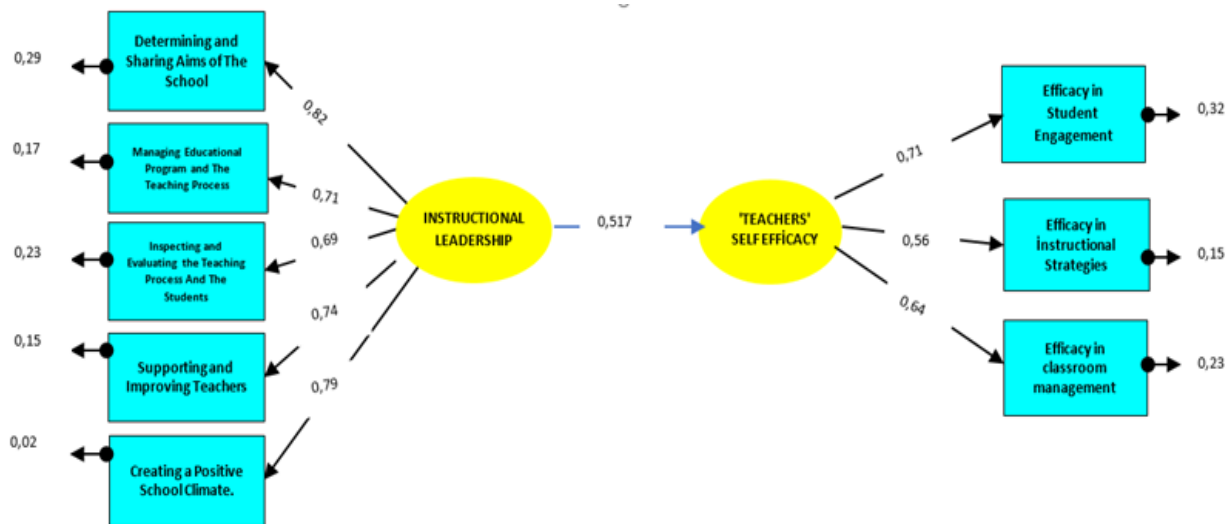 0,29
Determining and
Sharing Aims of The
School
0,82
0,17
Managing Educational
Program and The
Teaching Process
0,71
0,23
Inspecting and
Evaluating the Teaching
Process And The
Students
0,69
0,15
Supporting and
Improving Teachers
0,74
0,02
Creating a Positive
School Climate.
0,79
INSTRUCTIONAL
LEADERSHIP
0,517
'TEACHERS'
SELF EFFİCACY
0,71
Efficacy in
Student
Engagement
0,32
0,56
Efficacy in
İnstructional
Strategies
0,15
0,64
Efficacy in
classroom
management
0,23